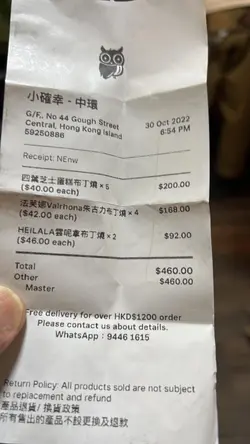 小確幸 - 中環
G/F, No 44 Gough Street
Central, Hong Kong Island
59250886
30 Oct 2022
6:54 PM
Receipt: NEnw
四葉芝士蛋糕布丁燒 × 5
($40.00 each)
$200.00
法芙娜Valrhona朱古力布丁燒 × 4
($42.00 each)
$168.00
HEILALA雲呢拿布丁燒 × 2
($46.00 each)
$92.00
Total
$460.00
Other
$460.00
Master
Free delivery for over HKD$1200 order
Please contact us about details.
WhatsApp : 9446 1615
Return Policy: All products sold are not subject
to replacement and refund
產品退貨/ 換貨政策
所有售出的產品不設更換及退款